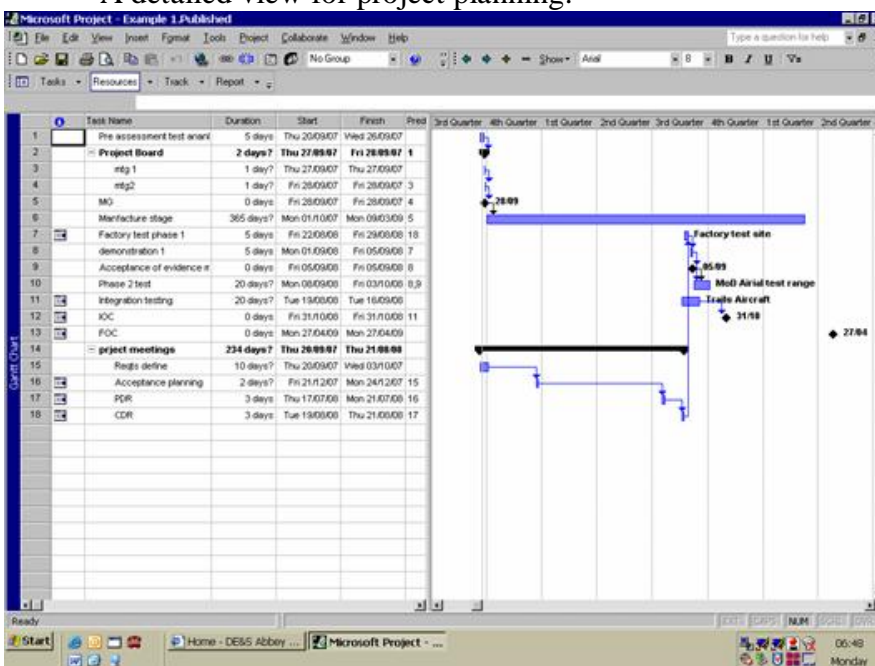 A detailed view for project planning.
Microsoft Project - Example 1.Published
File Edit View Insert Format Tools Project Collaborate Window Help Type a question for help
No Group Show Arial 8 B I U
Tasks Resources Track Report
Task Name Duration Start Finish Pred 3rd Quarter 4th Quarter 1st Quarter 2nd Quarter 3rd Quarter 4th Quarter 1st Quarter 2nd Quarter
1 Pre assessment test 5 days Thu 20/09/07 Wed 26/09/07
2 Project Board 2 days? Thu 27/09/07 Fri 28/09/07 1
3 mtg 1 1 day? Thu 27/09/07 Thu 27/09/07
4 mtg2 1 day? Fri 28/09/07 Fri 28/09/07 3
5 MG 0 days Fri 28/09/07 Fri 28/09/07 4 28/09
6 Manfacture stage 365 days? Mon 01/10/07 Mon 09/03/09 5
7 Factory test phase 1 5 days Fri 22/08/08 Fri 29/08/08 18 Factory test site
8 demonstration 1 5 days Mon 01/09/08 Fri 05/09/08 7
9 Acceptance of evidence 0 days Fri 05/09/08 Fri 05/09/08 8 05/09
10 Phase 2 test 20 days? Mon 08/09/08 Fri 03/10/08 8,9 MoD Airial test range
11 Integration testing 20 days? Tue 19/08/08 Tue 16/09/08 Trails Aircraft
12 IOC 0 days Fri 31/10/08 Fri 31/10/08 11 31/10
13 FOC 0 days Mon 27/04/09 Mon 27/04/09 27/04
14 prject meetings 234 days? Thu 20/09/07 Thu 21/08/08
15 Reqts define 10 days? Thu 20/09/07 Wed 03/10/07
16 Acceptance planning 2 days? Fri 21/12/07 Mon 24/12/07 15
17 PDR 3 days Thu 17/07/08 Mon 21/07/08 16
18 CDR 3 days Tue 19/08/08 Thu 21/08/08 17
Gantt Chart
Ready EXT CAPS NUM SCRL OVR
Start Home - DE&S Abbey ... Microsoft Project - ... 06:48
Monday